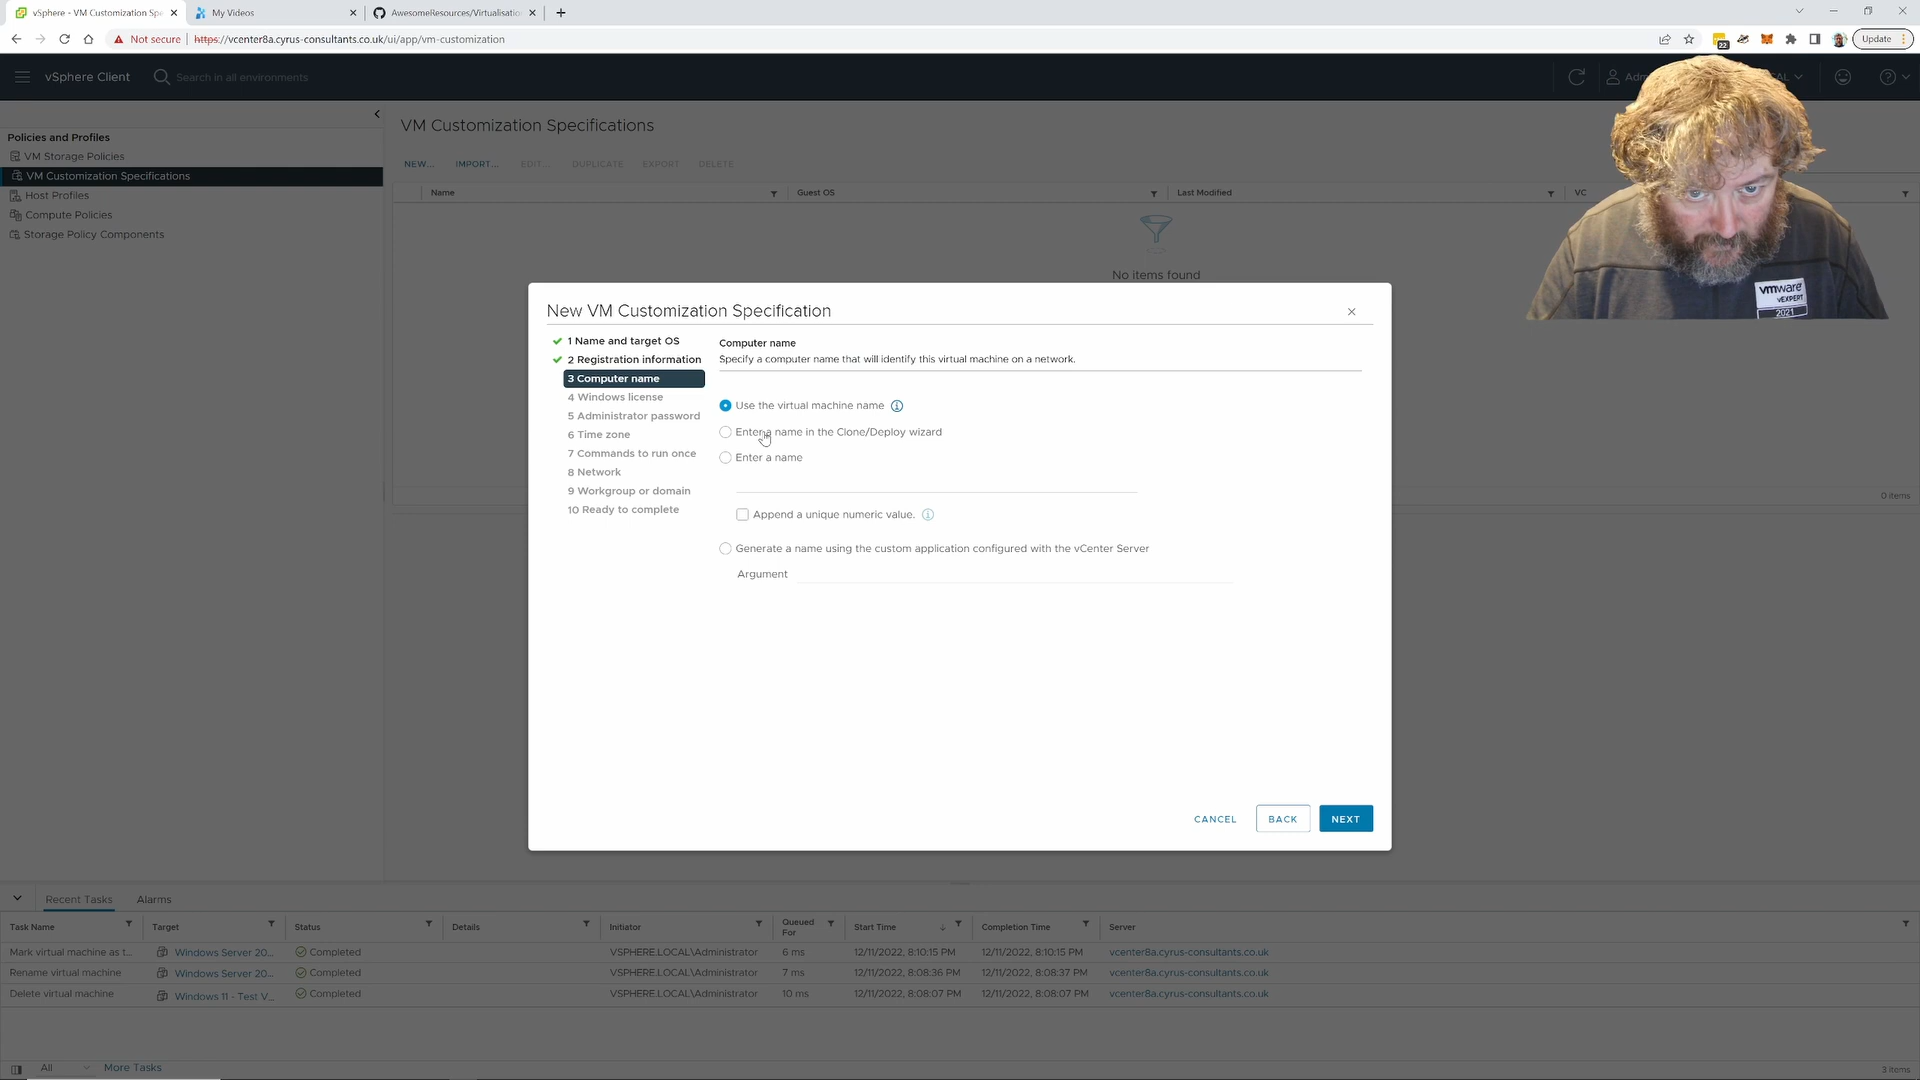 vSphere - VM Customization Spe
My Videos
AwesomeResources/Virtualisatio
Not secure
https://vcenter8a.cyrus-consultants.co.uk/ui/app/vm-customization
22
Update
vSphere Client
Search in all environments
Policies and Profiles
VM Storage Policies
VM Customization Specifications
Host Profiles
Compute Policies
Storage Policy Components
VM Customization Specifications
NEW... IMPORT... EDIT... DUPLICATE EXPORT DELETE
Name Guest OS Last Modified VC
No items found
0 items
vmware
vEXPERT
2021
New VM Customization Specification
1 Name and target OS
2 Registration information
3 Computer name
4 Windows license
5 Administrator password
6 Time zone
7 Commands to run once
8 Network
9 Workgroup or domain
10 Ready to complete
Computer name
Specify a computer name that will identify this virtual machine on a network.
Use the virtual machine name
Enter a name in the Clone/Deploy wizard
Enter a name
Append a unique numeric value.
Generate a name using the custom application configured with the vCenter Server
Argument
CANCEL BACK NEXT
Recent Tasks Alarms
Task Name Target Status Details Initiator Queued For Start Time Completion Time Server
Mark virtual machine as t... Windows Server 20... Completed VSPHERE.LOCAL\Administrator 6 ms 12/11/2022, 8:10:15 PM 12/11/2022, 8:10:15 PM vcenter8a.cyrus-consultants.co.uk
Rename virtual machine Windows Server 20... Completed VSPHERE.LOCAL\Administrator 7 ms 12/11/2022, 8:08:36 PM 12/11/2022, 8:08:37 PM vcenter8a.cyrus-consultants.co.uk
Delete virtual machine Windows 11 - Test V... Completed VSPHERE.LOCAL\Administrator 10 ms 12/11/2022, 8:08:07 PM 12/11/2022, 8:08:07 PM vcenter8a.cyrus-consultants.co.uk
All More Tasks
3 items